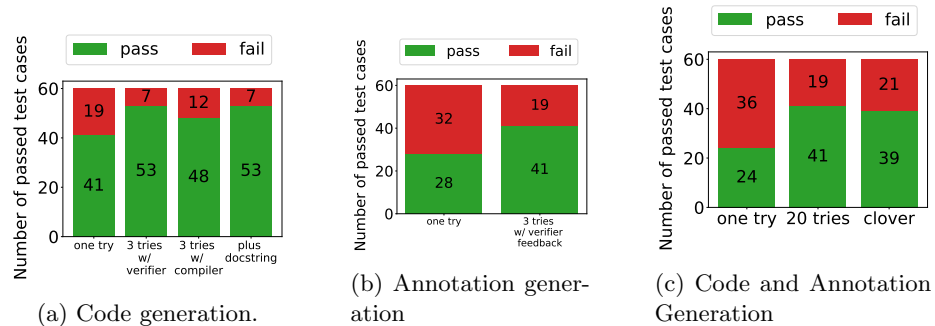 pass fail
Number of passed test cases
60
40
20
0
19 7 12 7
41 53 48 53
one try 3 tries 3 tries plus
w/ w/ docstring
verifier compiler
(a) Code generation.
pass fail
Number of passed test cases
60
40
20
0
32 19
28 41
one try 3 tries
w/ verifier
feedback
(b) Annotation gener-
ation
pass fail
Number of passed test cases
60
40
20
0
36 19 21
24 41 39
one try 20 tries clover
(c) Code and Annotation
Generation